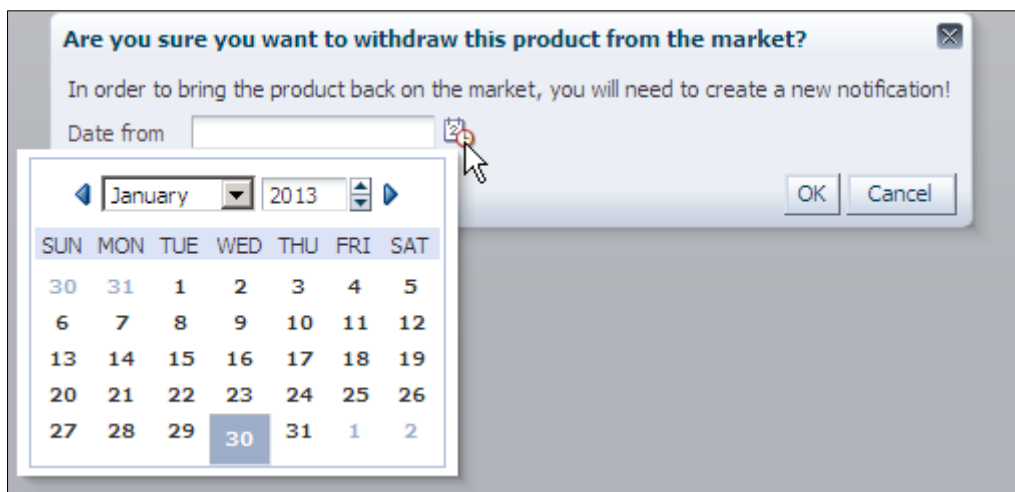 Are you sure you want to withdraw this product from the market?
In order to bring the product back on the market, you will need to create a new notification!
Date from
January 2013
OK Cancel
SUN MON TUE WED THU FRI SAT
30 31 1 2 3 4 5
6 7 8 9 10 11 12
13 14 15 16 17 18 19
20 21 22 23 24 25 26
27 28 29 30 31 1 2